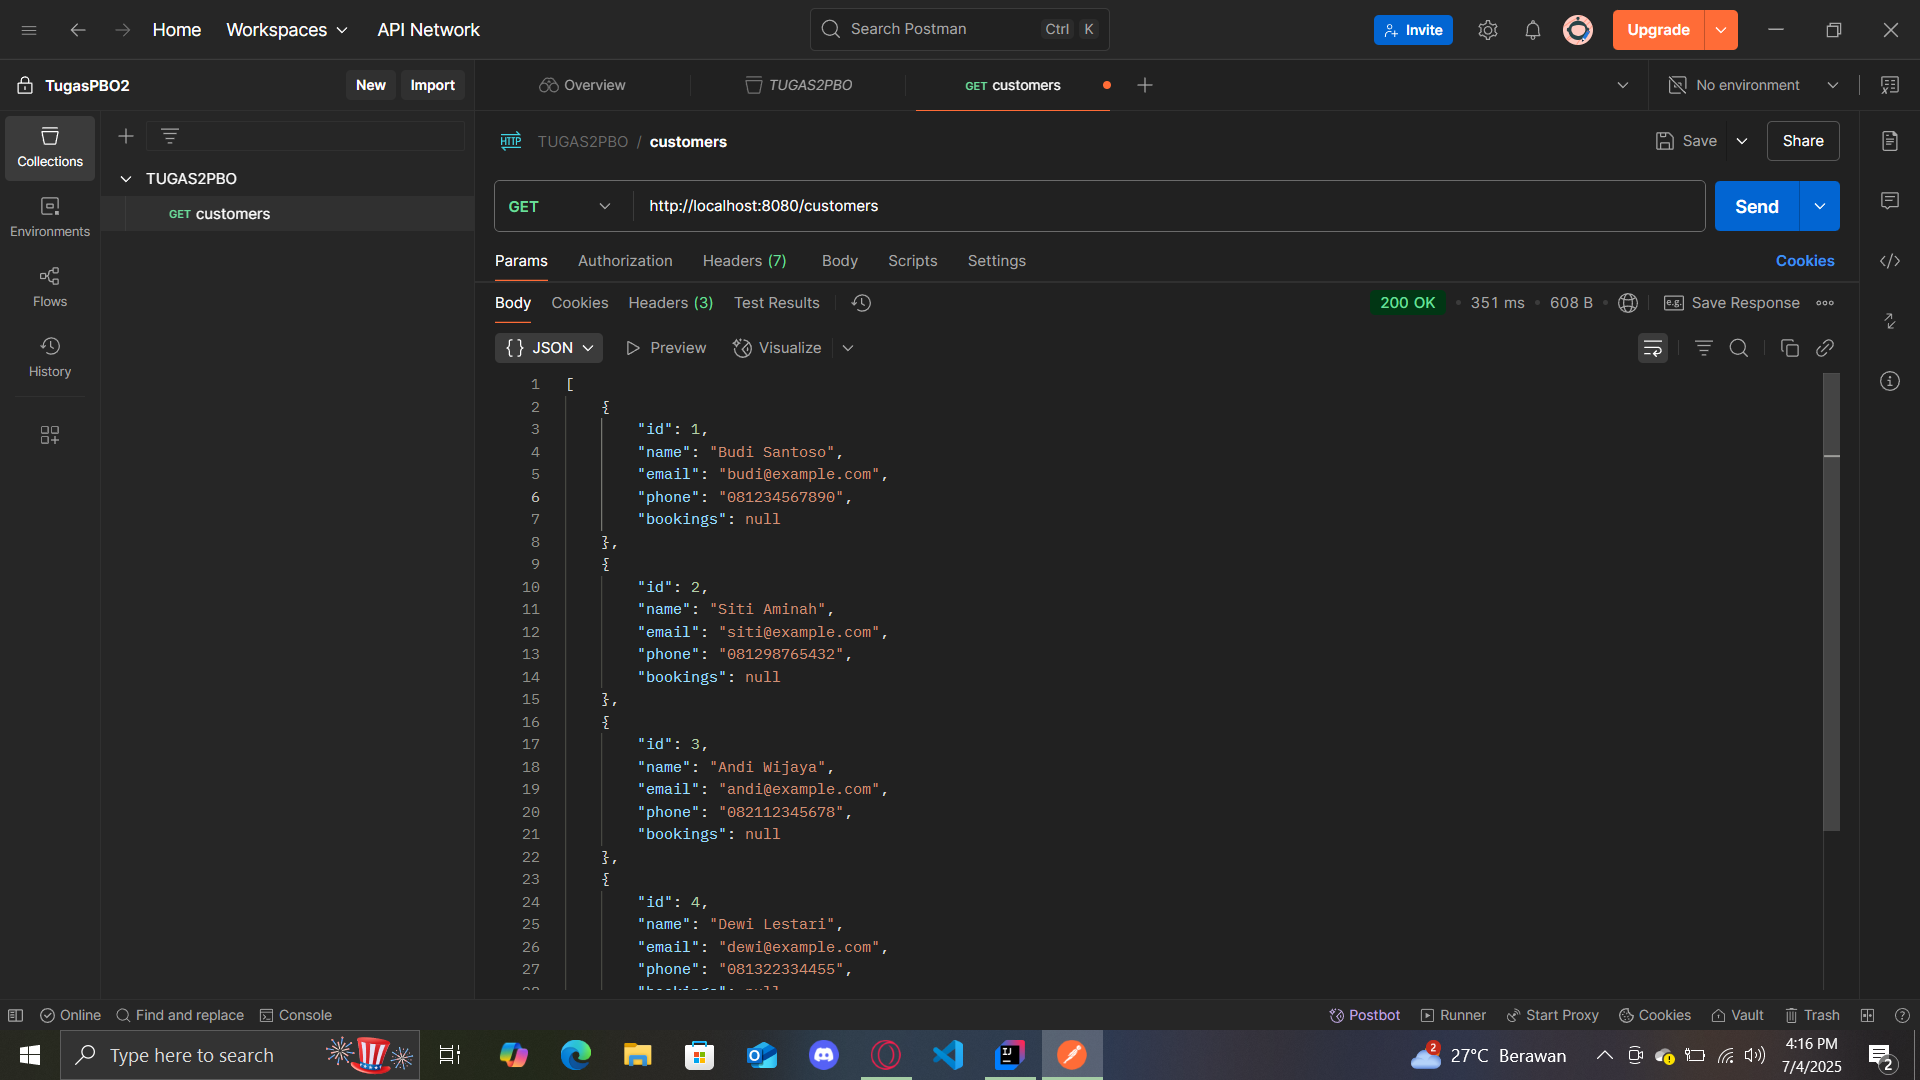 Home Workspaces API Network Search Postman Ctrl K Invite Upgrade
TugasPBO2 New Import Overview TUGAS2PBO GET customers No environment
Collections
Environments
Flows
History
TUGAS2PBO
GET customers
HTTP TUGAS2PBO / customers Save Share
GET http://localhost:8080/customers Send
Params Authorization Headers (7) Body Scripts Settings Cookies
Body Cookies Headers (3) Test Results 200 OK 351 ms 608 B e.g. Save Response
{} JSON Preview Visualize
1 [
2 {
3 "id": 1,
4 "name": "Budi Santoso",
5 "email": "budi@example.com",
6 "phone": "081234567890",
7 "bookings": null
8 },
9 {
10 "id": 2,
11 "name": "Siti Aminah",
12 "email": "siti@example.com",
13 "phone": "081298765432",
14 "bookings": null
15 },
16 {
17 "id": 3,
18 "name": "Andi Wijaya",
19 "email": "andi@example.com",
20 "phone": "082112345678",
21 "bookings": null
22 },
23 {
24 "id": 4,
25 "name": "Dewi Lestari",
26 "email": "dewi@example.com",
27 "phone": "081322334455",
Online Find and replace Console Postbot Runner Start Proxy Cookies Vault Trash
Type here to search 2 27°C Berawan 4:16 PM
7/4/2025 2